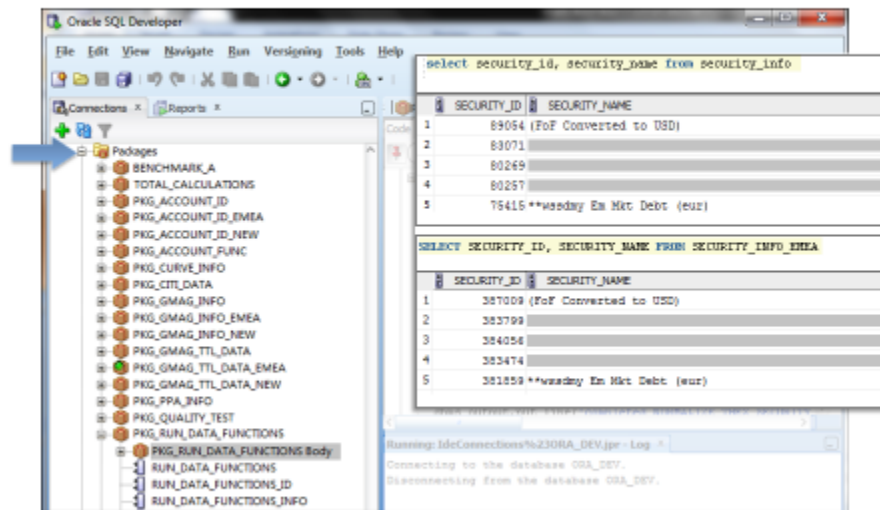 Oracle SQL Developer
File Edit View Navigate Run Versioning Tools Help
Connections
Reports
Code
Packages
BENCHMARK_A
TOTAL_CALCULATIONS
PKG_ACCOUNT_ID
PKG_ACCOUNT_ID_EMEA
PKG_ACCOUNT_ID_NEW
PKG_ACCOUNT_FUNC
PKG_CURVE_INFO
PKG_CITI_DATA
PKG_GMAG_INFO
PKG_GMAG_INFO_EMEA
PKG_GMAG_INFO_NEW
PKG_GMAG_TTL_DATA
PKG_GMAG_TTL_DATA_EMEA
PKG_GMAG_TTL_DATA_NEW
PKG_PPA_INFO
PKG_QUALITY_TEST
PKG_RUN_DATA_FUNCTIONS
PKG_RUN_DATA_FUNCTIONS Body
RUN_DATA_FUNCTIONS
RUN_DATA_FUNCTIONS_ID
RUN_DATA_FUNCTIONS_INFO
select security_id, security_name from security_info
SECURITY_ID SECURITY_NAME
1 89054 (FoF Converted to USD)
2 83071
3 80269
4 80257
5 75415 **wasdmy Em Mkt Debt (eur)
SELECT SECURITY_ID, SECURITY_NAME FROM SECURITY_INFO_EMEA
SECURITY_ID SECURITY_NAME
1 387009 (FoF Converted to USD)
2 383799
3 384056
4 383474
5 381859 **wasdmy Em Mkt Debt (eur)
Running: IdeConnections%23ORA_DEV.jpr - Log
Connecting to the database ORA_DEV.
Disconnecting from the database ORA_DEV.